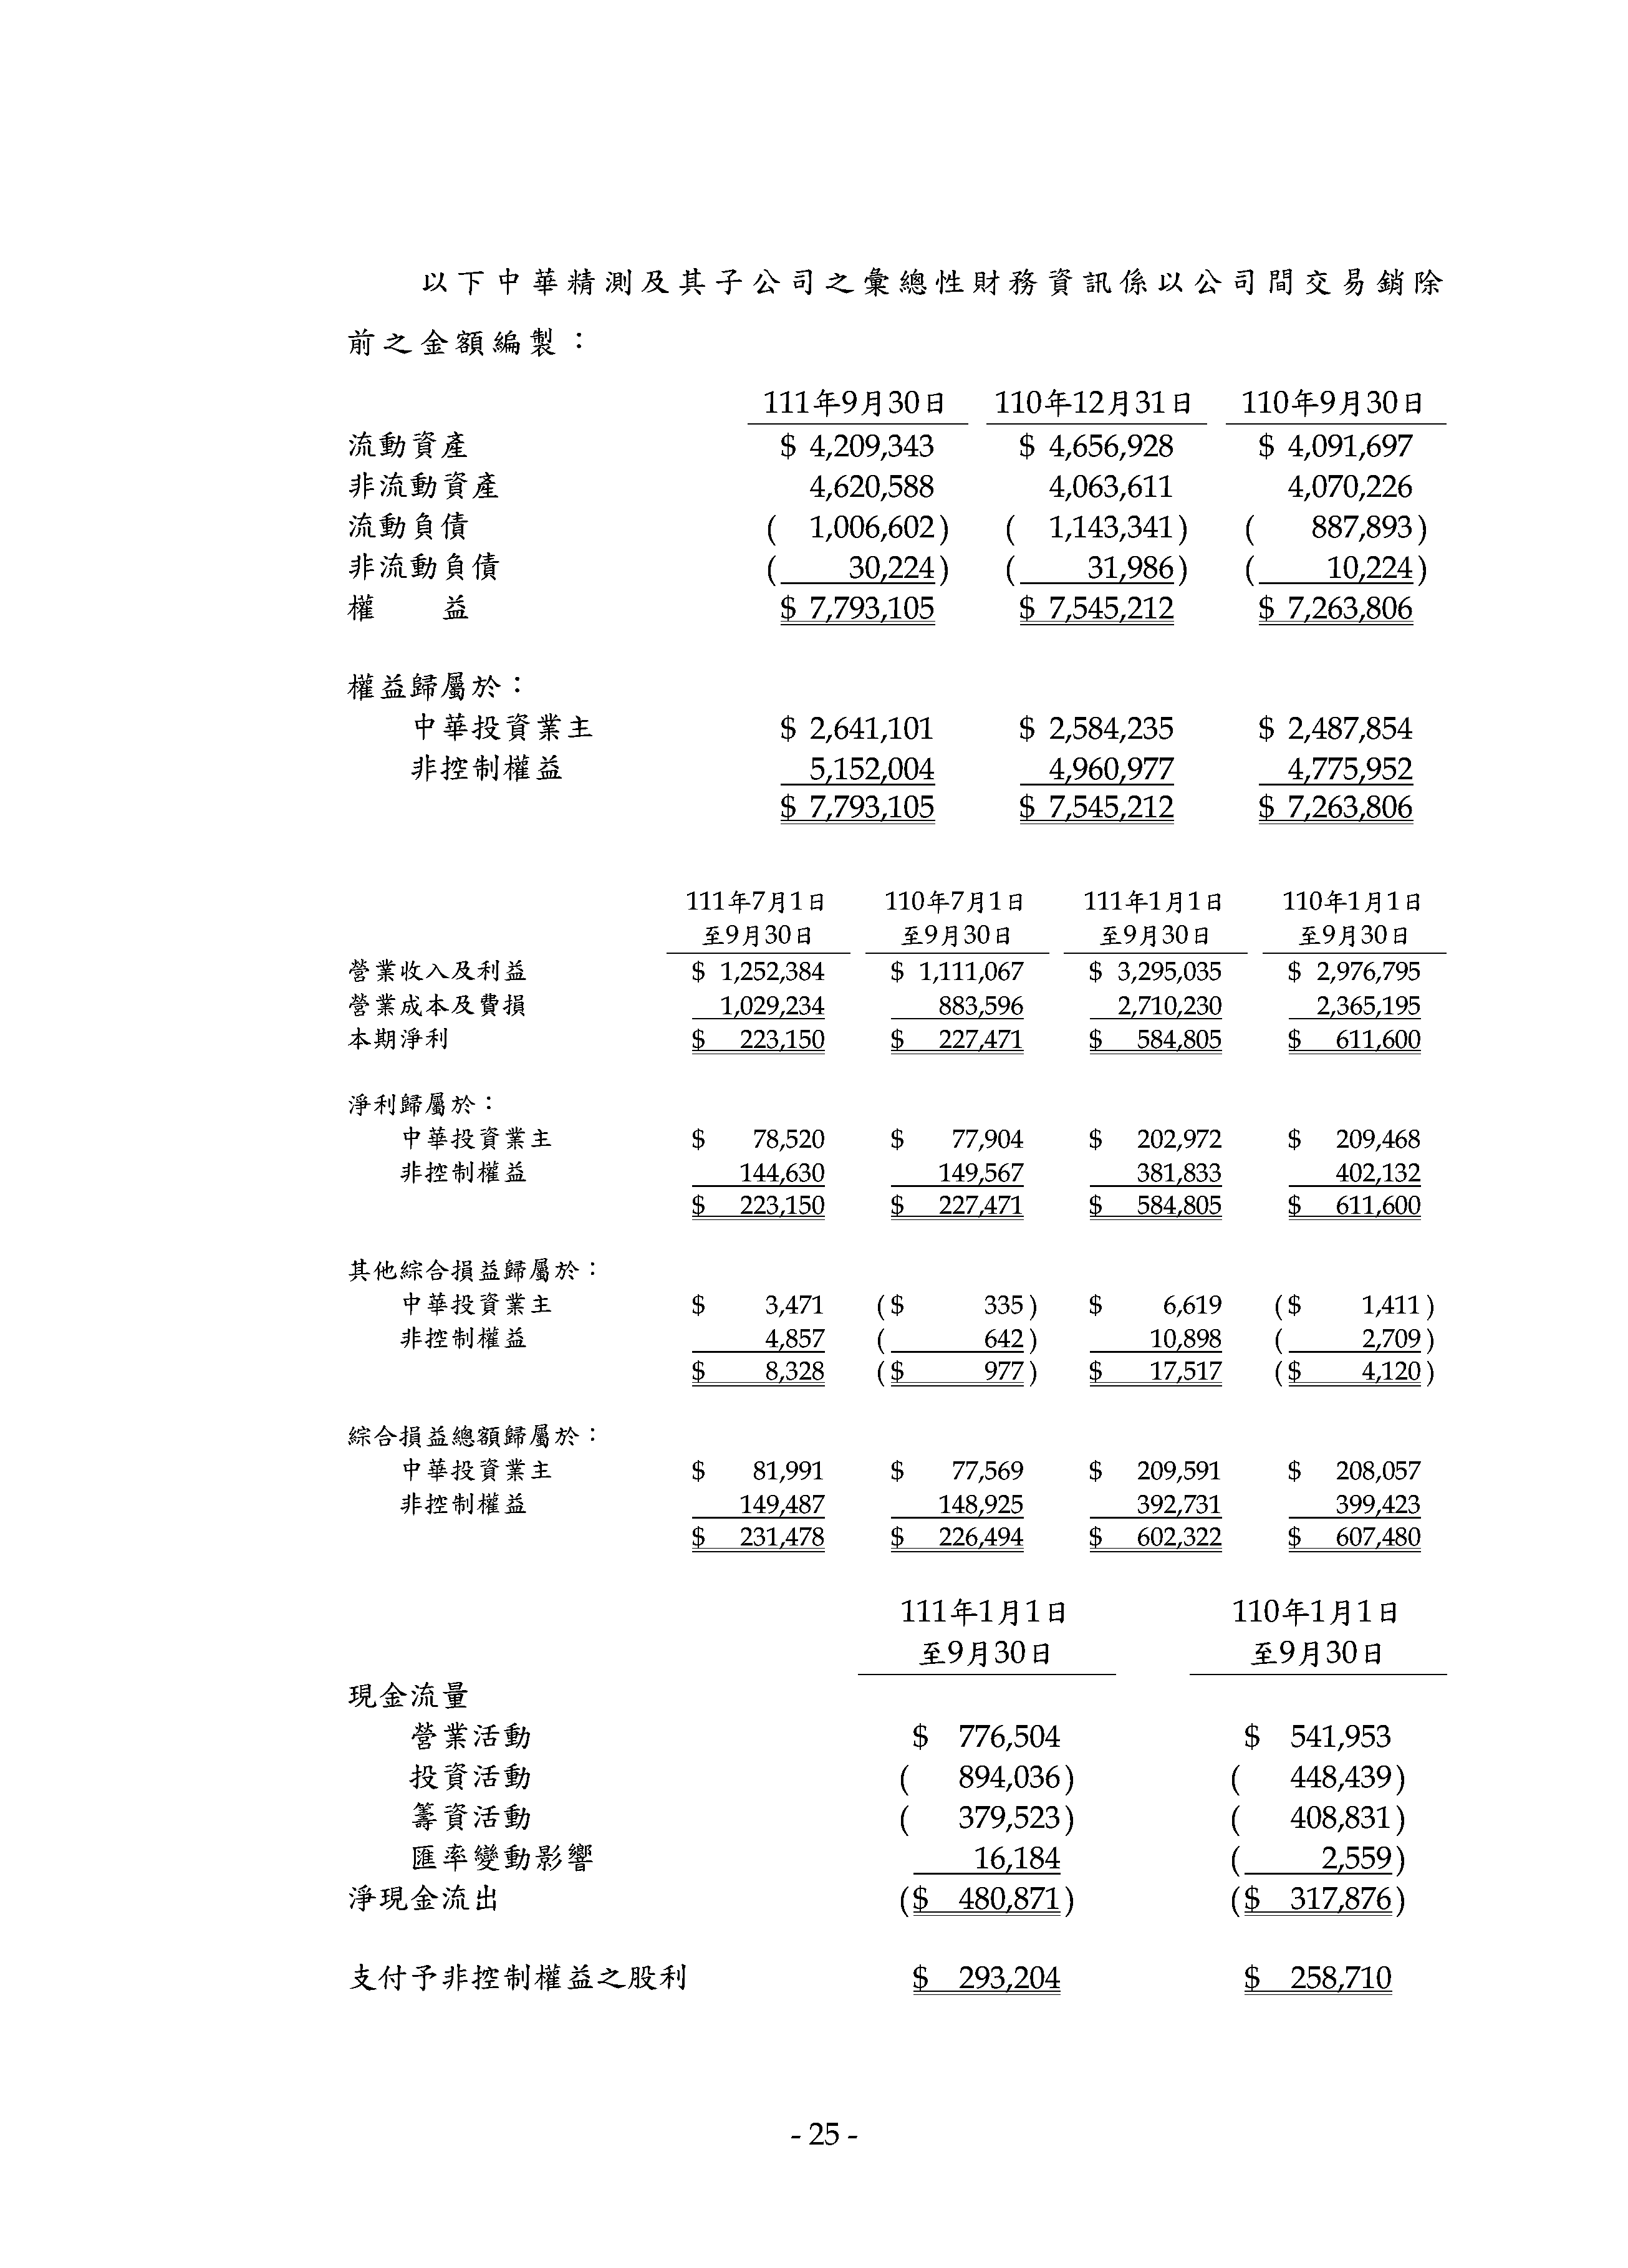 以下中華精測及其子公司之彙總性財務資訊係以公司間交易銷除
前之金額編製：
111年9月30日 110年12月31日 110年9月30日
流動資產 $ 4,209,343 $ 4,656,928 $ 4,091,697
非流動資產 4,620,588 4,063,611 4,070,226
流動負債 ( 1,006,602) ( 1,143,341) ( 887,893)
非流動負債 ( 30,224) ( 31,986) ( 10,224)
權 益 $ 7,793,105 $ 7,545,212 $ 7,263,806
權益歸屬於：
中華投資業主 $ 2,641,101 $ 2,584,235 $ 2,487,854
非控制權益 5,152,004 4,960,977 4,775,952
$ 7,793,105 $ 7,545,212 $ 7,263,806
111年7月1日 110年7月1日 111年1月1日 110年1月1日
至9月30日 至9月30日 至9月30日 至9月30日
營業收入及利益 $ 1,252,384 $ 1,111,067 $ 3,295,035 $ 2,976,795
營業成本及費損 1,029,234 883,596 2,710,230 2,365,195
本期淨利 $ 223,150 $ 227,471 $ 584,805 $ 611,600
淨利歸屬於：
中華投資業主 $ 78,520 $ 77,904 $ 202,972 $ 209,468
非控制權益 144,630 149,567 381,833 402,132
$ 223,150 $ 227,471 $ 584,805 $ 611,600
其他綜合損益歸屬於：
中華投資業主 $ 3,471 ($ 335) $ 6,619 ($ 1,411)
非控制權益 4,857 ( 642) 10,898 ( 2,709)
$ 8,328 ($ 977) $ 17,517 ($ 4,120)
綜合損益總額歸屬於：
中華投資業主 $ 81,991 $ 77,569 $ 209,591 $ 208,057
非控制權益 149,487 148,925 392,731 399,423
$ 231,478 $ 226,494 $ 602,322 $ 607,480
111年1月1日 110年1月1日
至9月30日 至9月30日
現金流量
營業活動 $ 776,504 $ 541,953
投資活動 ( 894,036) ( 448,439)
籌資活動 ( 379,523) ( 408,831)
匯率變動影響 16,184 ( 2,559)
淨現金流出 ($ 480,871) ($ 317,876)
支付予非控制權益之股利 $ 293,204 $ 258,710
- 25 -